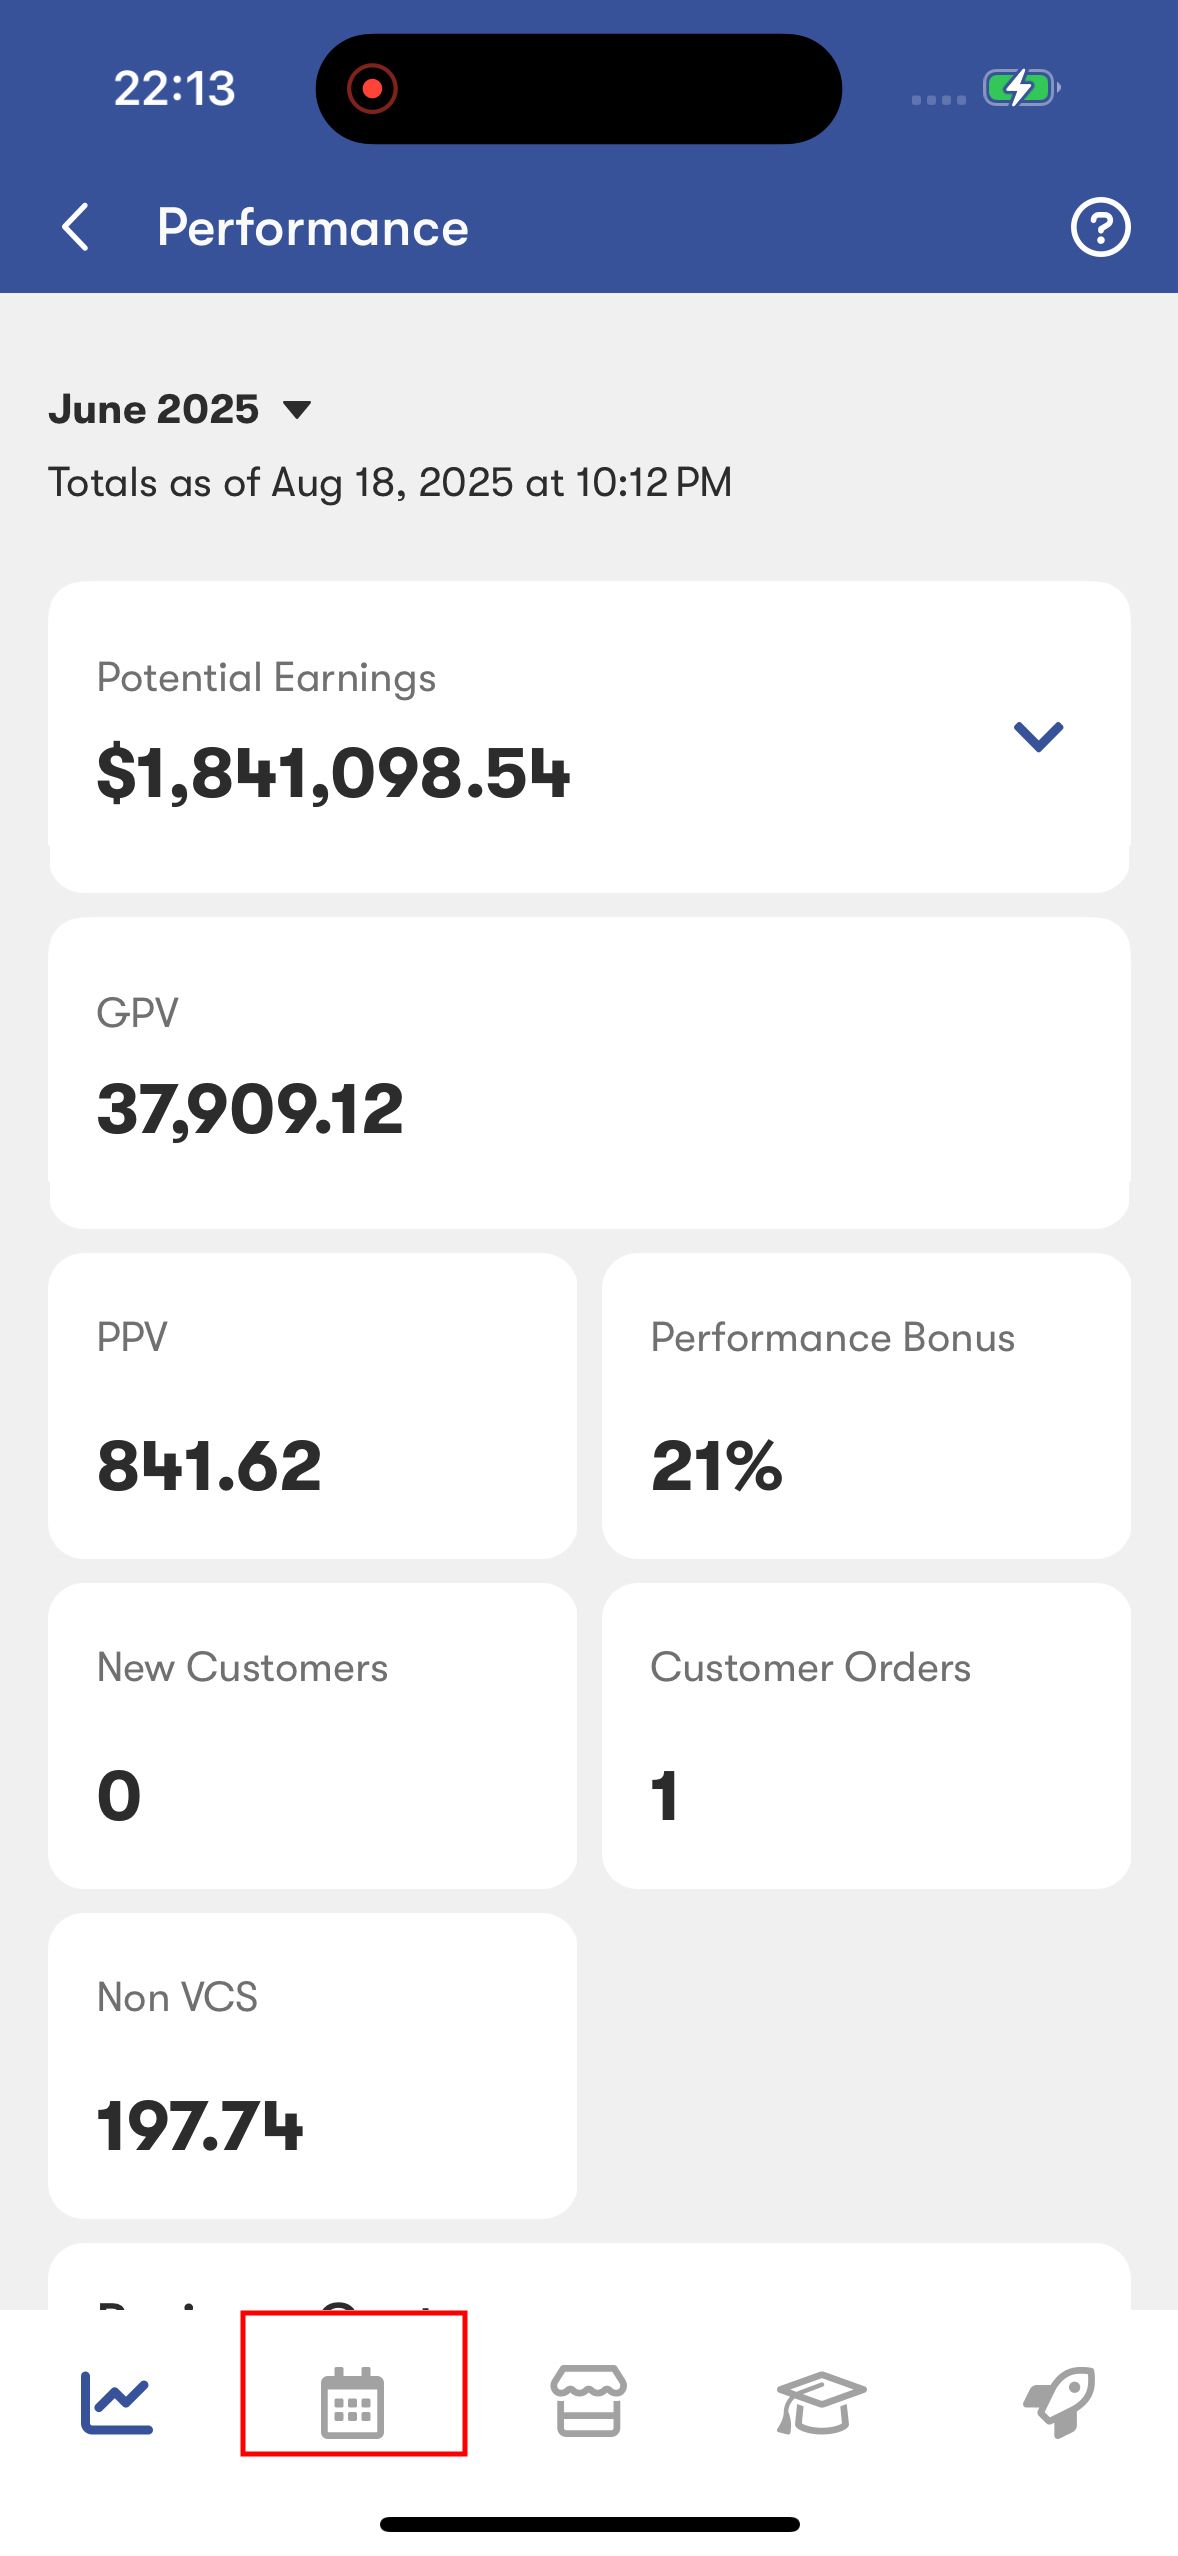 22:13
Performance
June 2025
Totals as of Aug 18, 2025 at 10:12 PM
Potential Earnings
$1,841,098.54
GPV
37,909.12
PPV
841.62
Performance Bonus
21%
New Customers
0
Customer Orders
1
Non VCS
197.74